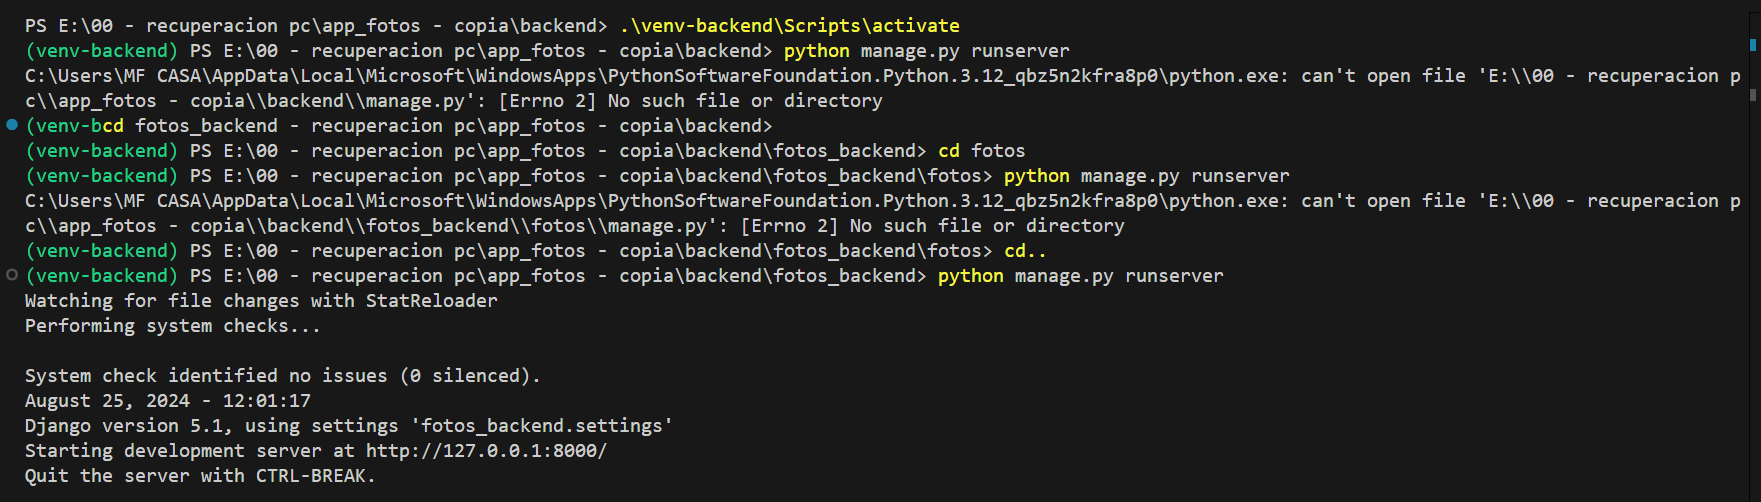 PS E:\00 - recuperacion pc\app_fotos - copia\backend> .\venv-backend\Scripts\activate
(venv-backend) PS E:\00 - recuperacion pc\app_fotos - copia\backend> python manage.py runserver
C:\Users\MF CASA\AppData\Local\Microsoft\WindowsApps\PythonSoftwareFoundation.Python.3.12_qbz5n2kfra8p0\python.exe: can't open file 'E:\\00 - recuperacion p
c\\app_fotos - copia\\backend\\manage.py': [Errno 2] No such file or directory
(venv-bcd fotos_backend - recuperacion pc\app_fotos - copia\backend>
(venv-backend) PS E:\00 - recuperacion pc\app_fotos - copia\backend\fotos_backend> cd fotos
(venv-backend) PS E:\00 - recuperacion pc\app_fotos - copia\backend\fotos_backend\fotos> python manage.py runserver
C:\Users\MF CASA\AppData\Local\Microsoft\WindowsApps\PythonSoftwareFoundation.Python.3.12_qbz5n2kfra8p0\python.exe: can't open file 'E:\\00 - recuperacion p
c\\app_fotos - copia\\backend\\fotos_backend\\fotos\\manage.py': [Errno 2] No such file or directory
(venv-backend) PS E:\00 - recuperacion pc\app_fotos - copia\backend\fotos_backend\fotos> cd..
(venv-backend) PS E:\00 - recuperacion pc\app_fotos - copia\backend\fotos_backend> python manage.py runserver
Watching for file changes with StatReloader
Performing system checks...

System check identified no issues (0 silenced).
August 25, 2024 - 12:01:17
Django version 5.1, using settings 'fotos_backend.settings'
Starting development server at http://127.0.0.1:8000/
Quit the server with CTRL-BREAK.